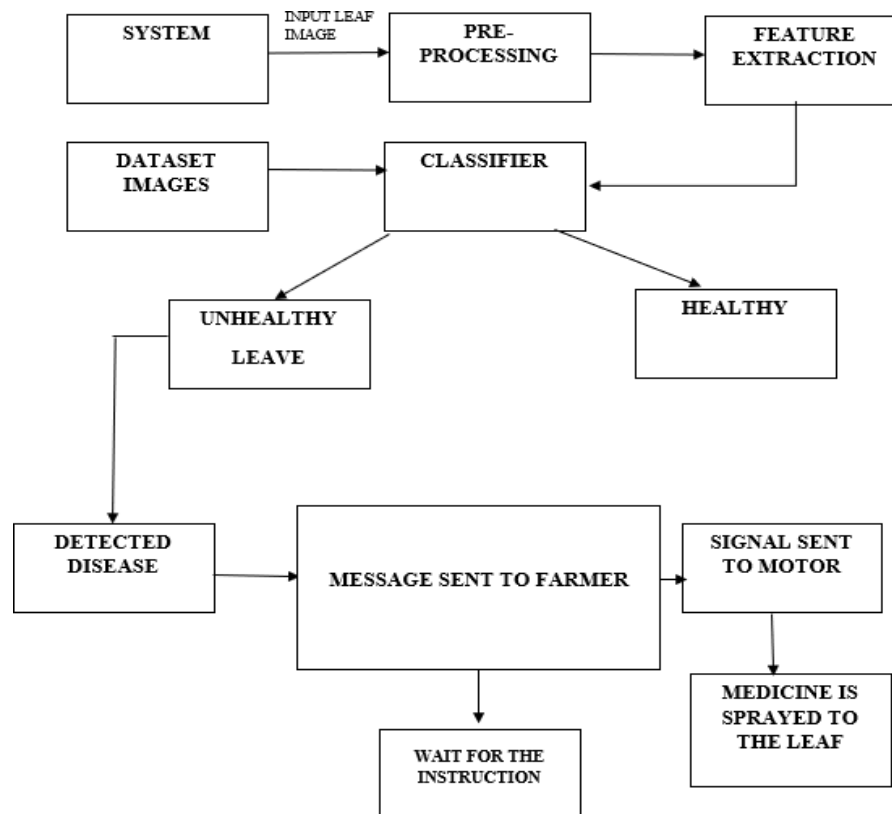 SYSTEM
INPUT LEAF
IMAGE
PRE-
PROCESSING
FEATURE
EXTRACTION
DATASET
IMAGES
CLASSIFIER
UNHEALTHY
LEAVE
HEALTHY
DETECTED
DISEASE
MESSAGE SENT TO FARMER
SIGNAL SENT
TO MOTOR
MEDICINE IS
SPRAYED TO
THE LEAF
WAIT FOR THE
INSTRUCTION